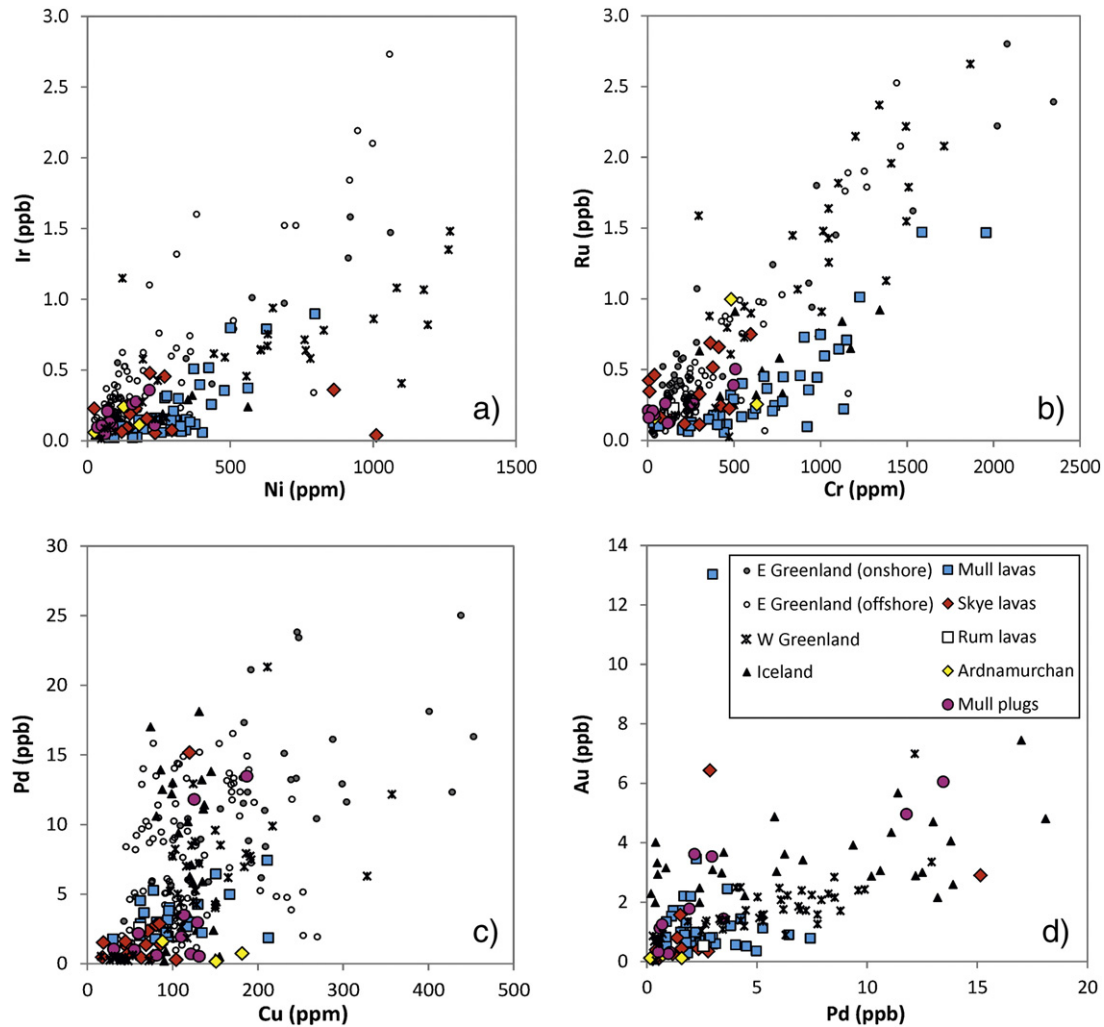 3.0
2.5
2.0
1.5
1.0
0.5
0.0
Ir (ppb)
a)
0 500 1000 1500
Ni (ppm)
3.0
2.5
2.0
1.5
1.0
0.5
0.0
Ru (ppb)
b)
0 500 1000 1500 2000 2500
Cr (ppm)
30
25
20
15
10
5
0
Pd (ppb)
c)
0 100 200 300 400 500
Cu (ppm)
14
12
10
8
6
4
2
0
Au (ppb)
E Greenland (onshore)
E Greenland (offshore)
W Greenland
Iceland
Mull lavas
Skye lavas
Rum lavas
Ardnamurchan
Mull plugs
d)
0 5 10 15 20
Pd (ppb)